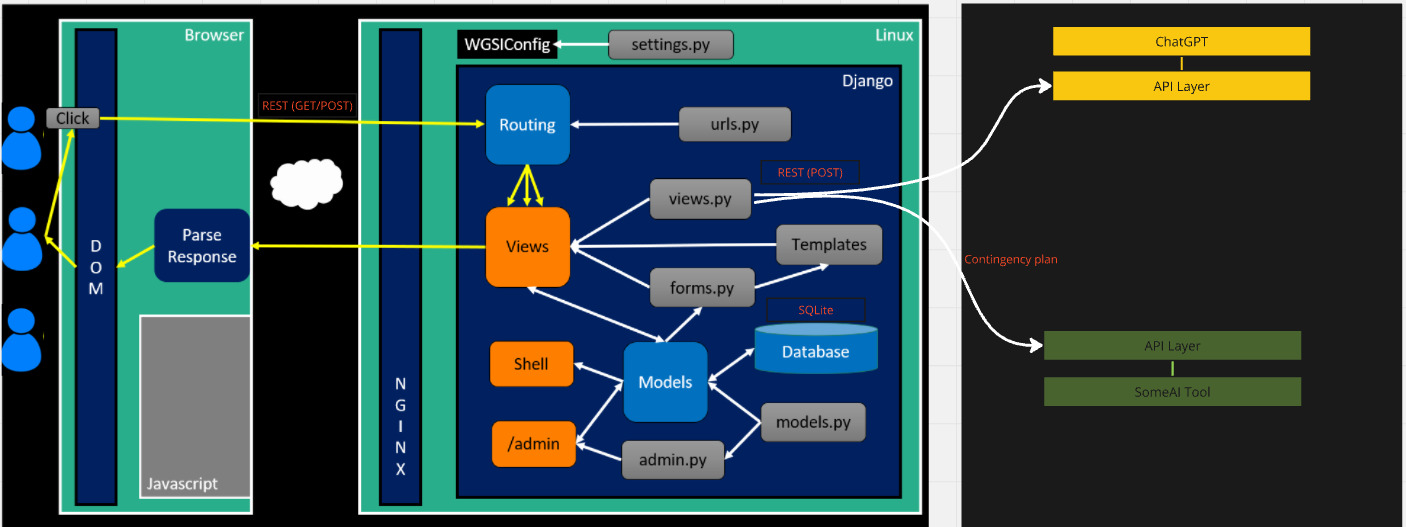 Browser
D
O
M
Click
Parse
Response
Javascript
REST (GET/POST)
Linux
N
G
I
N
X
WGSIConfig
settings.py
Django
Routing
urls.py
REST (POST)
views.py
Views
Templates
forms.py
SQLite
Database
Shell
Models
/admin
models.py
admin.py
ChatGPT
API Layer
Contingency plan
API Layer
SomeAI Tool